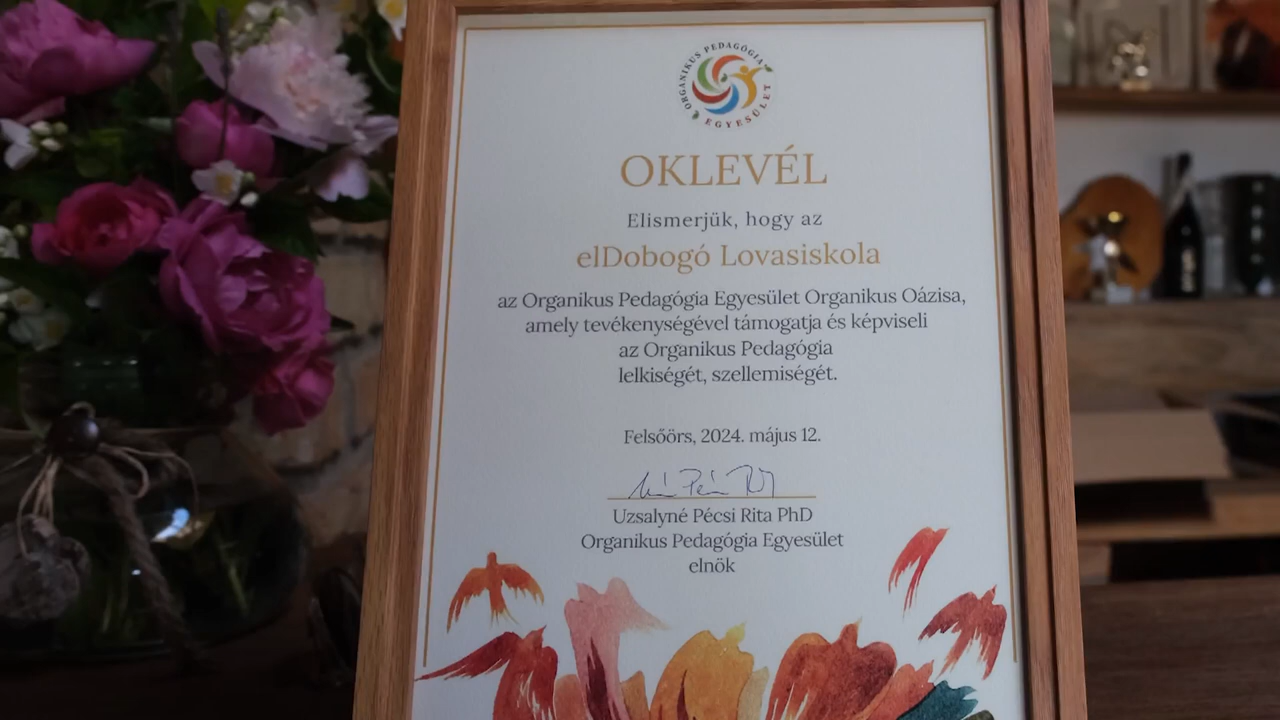 ORGANIKUS PEDAGÓGIA
EGYESÜLET
OKLEVÉL
Elismerjük, hogy az
elDobogó Lovasiskola
az Organikus Pedagógia Egyesület Organikus Oázisa,
amely tevékenységével támogatja és képviseli
az Organikus Pedagógia
lelkiségét, szellemiségét.
Felsőörs, 2024. május 12.
Uzsalyné Pécsi Rita PhD
Organikus Pedagógia Egyesület
elnök